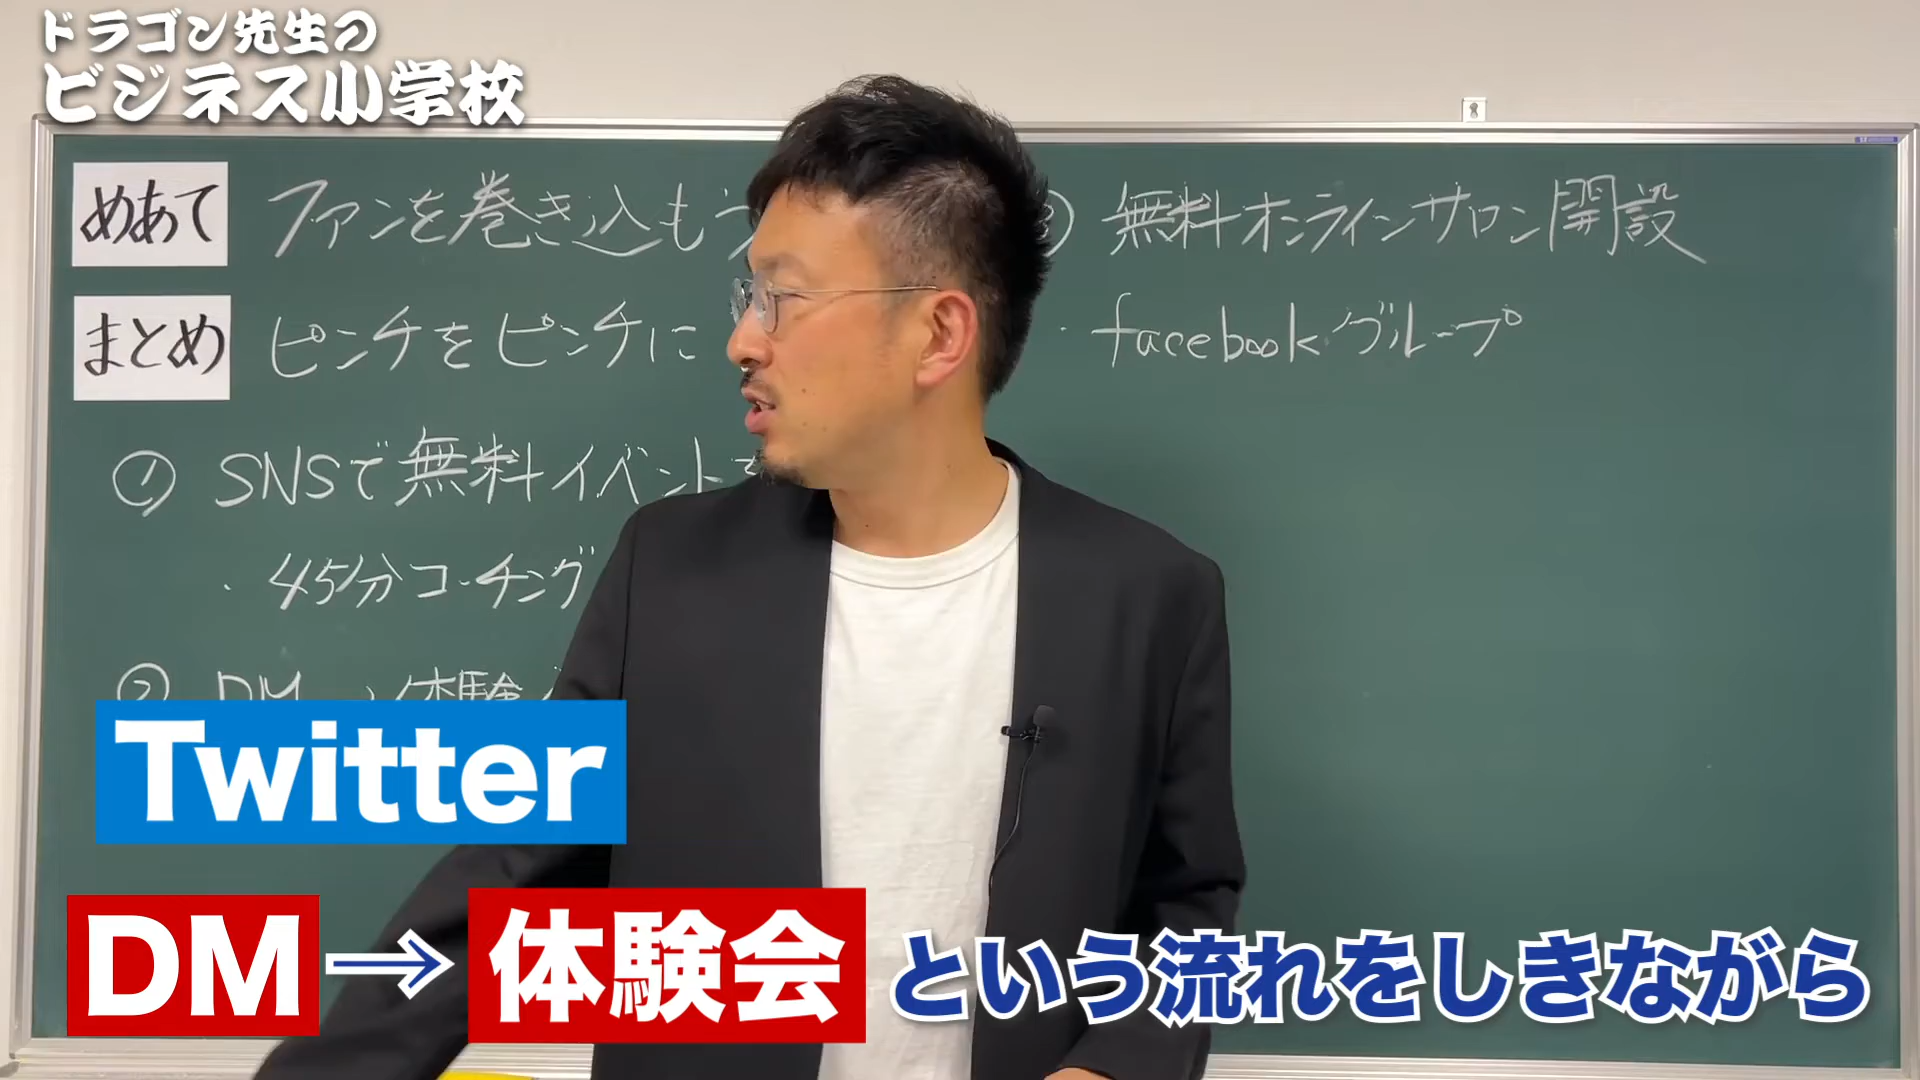 ドラゴン先生の
ビジネス小学校
めあて ファンを巻き込もう
まとめ ピンチをピンチに
① SNSで無料イベントを
・45分コーチング
② DM → 体験
無料オンラインサロン開設
・facebookグループ
Twitter
DM→体験会という流れをしきながら